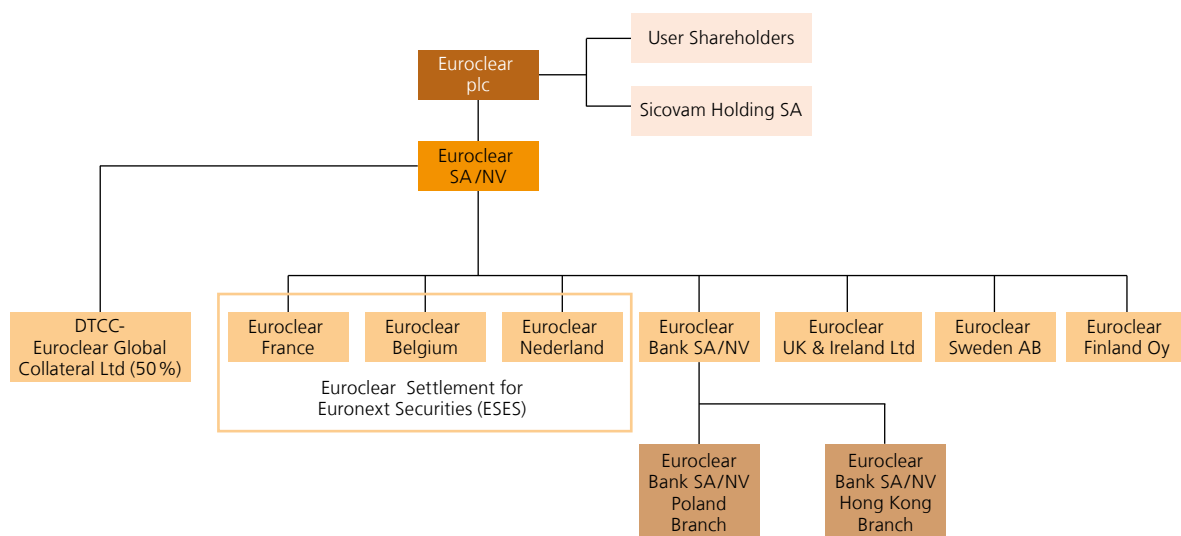 User Shareholders
Euroclear
plc
Sicovam Holding SA
Euroclear
SA/NV
DTCC-
Euroclear Global
Collateral Ltd (50%)
Euroclear
France
Euroclear
Belgium
Euroclear
Nederland
Euroclear
Bank SA/NV
Euroclear
UK & Ireland Ltd
Euroclear
Sweden AB
Euroclear
Finland Oy
Euroclear Settlement for
Euronext Securities (ESES)
Euroclear
Bank SA/NV
Poland
Branch
Euroclear
Bank SA/NV
Hong Kong
Branch